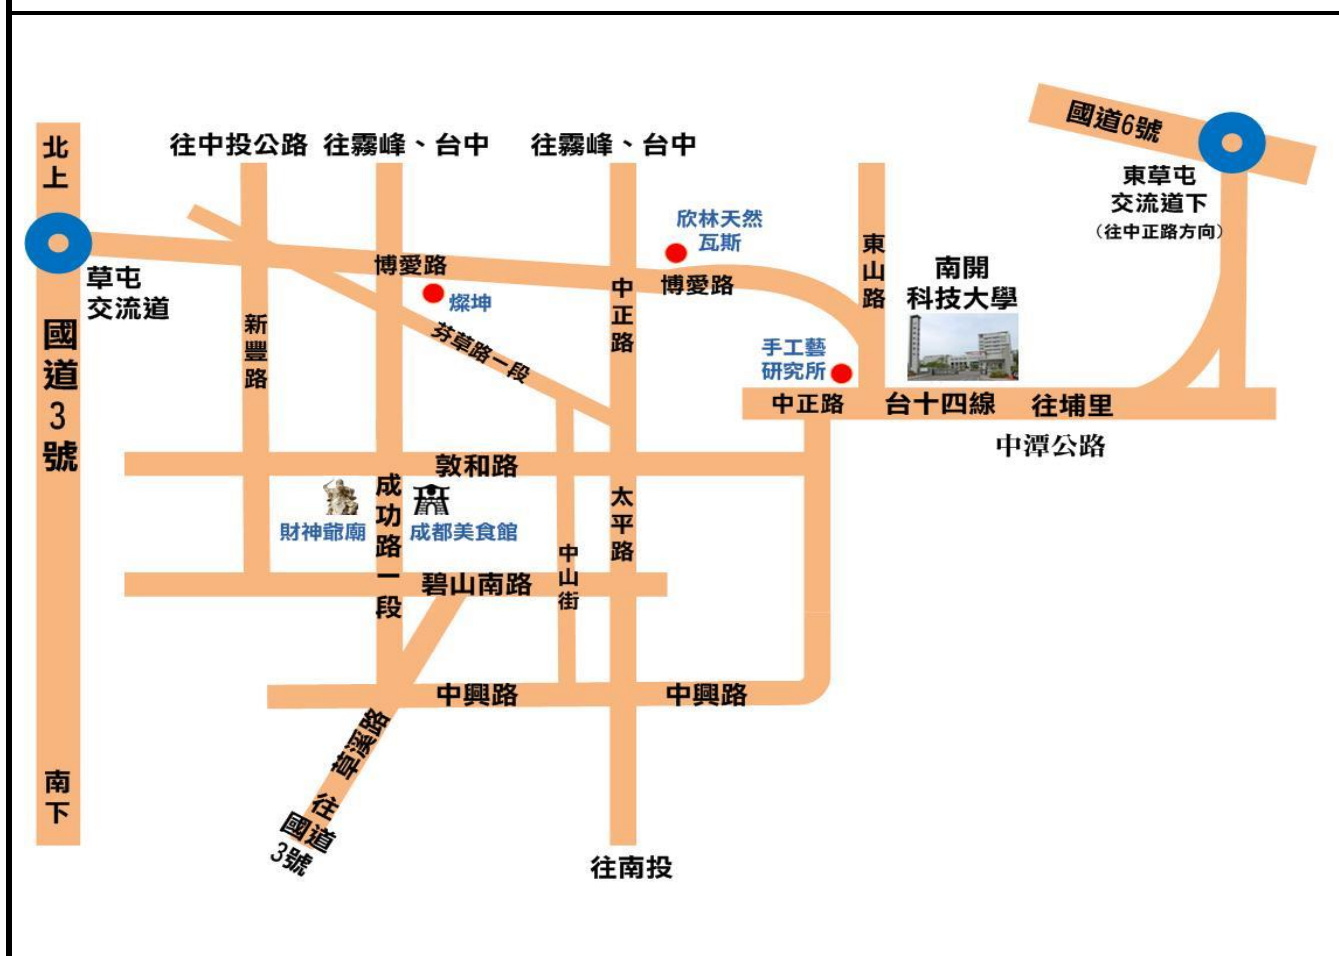 國道6號
北上
往中投公路
往霧峰、台中
往霧峰、台中
東草屯
交流道下
(往中正路方向)
欣林天然
瓦斯
東山路
南開
科技大學
草屯
交流道
博愛路
博愛路
燦坤
中正路
新豐路
芬草路一段
手工藝
研究所
國道3號
中正路
台十四線
往埔里
中潭公路
敦和路
成功路一段
太平路
財神爺廟
成都美食館
中山街
碧山南路
中興路
中興路
草溪路
往
國道
3號
南下
往南投